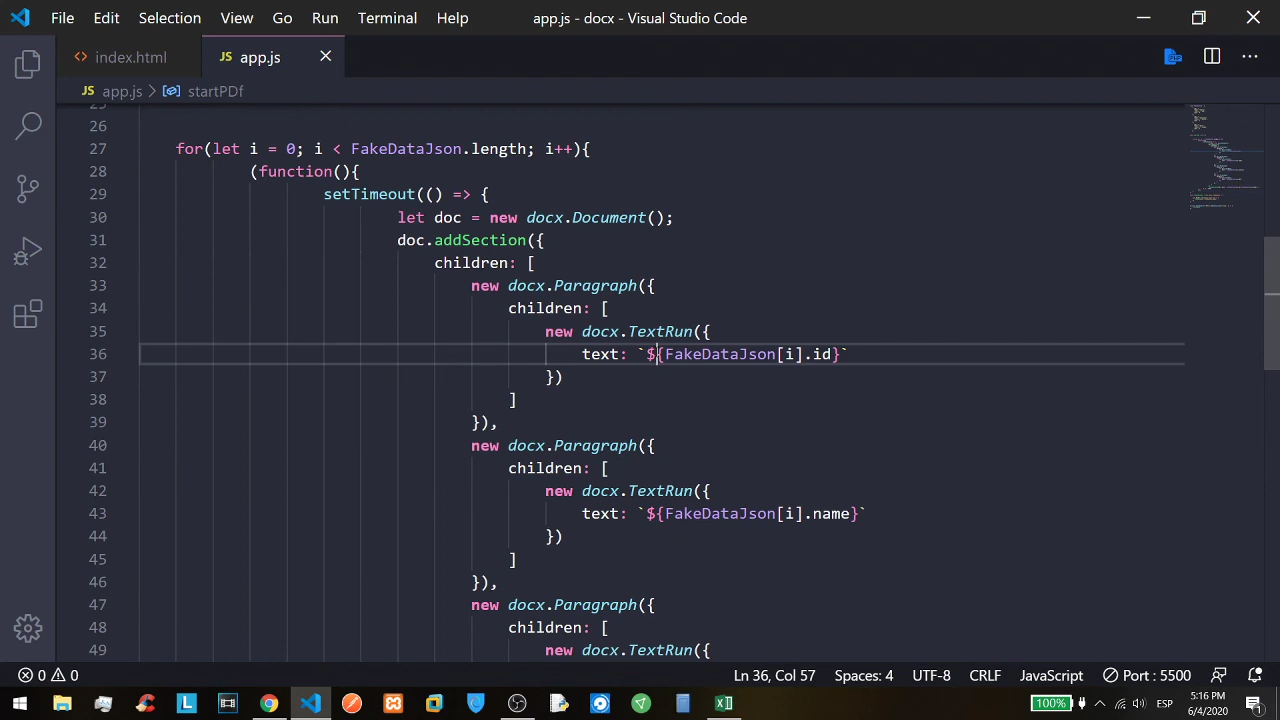 File Edit Selection View Go Run Terminal Help app.js - docx - Visual Studio Code
<> index.html JS app.js
JS app.js > startPDf
25
26
27 for(let i = 0; i < FakeDataJson.length; i++){
28 (function(){
29 setTimeout(() => {
30 let doc = new docx.Document();
31 doc.addSection({
32 children: [
33 new docx.Paragraph({
34 children: [
35 new docx.TextRun({
36 text: `${FakeDataJson[i].id}`
37 })
38 ]
39 }),
40 new docx.Paragraph({
41 children: [
42 new docx.TextRun({
43 text: `${FakeDataJson[i].name}`
44 })
45 ]
46 }),
47 new docx.Paragraph({
48 children: [
49 new docx.TextRun({
0 0 Ln 36, Col 57 Spaces: 4 UTF-8 CRLF JavaScript Port : 5500
L 100% ESP 5:16 PM
6/4/2020 1